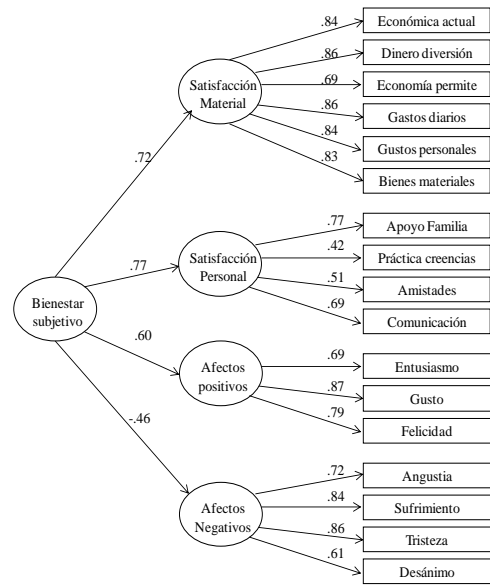 .84
Económica actual
.86
Dinero diversión
Satisfacción
Material
.69
Economía permite
.86
Gastos diarios
.84
Gustos personales
.83
Bienes materiales
.72
.77
Apoyo Familia
Satisfacción
Personal
.42
Práctica creencias
.77
.51
Amistades
.69
Comunicación
Bienestar
subjetivo
.60
.69
Entusiasmo
Afectos
positivos
.87
Gusto
.79
Felicidad
-.46
.72
Angustia
.84
Sufrimiento
Afectos
Negativos
.86
Tristeza
.61
Desánimo